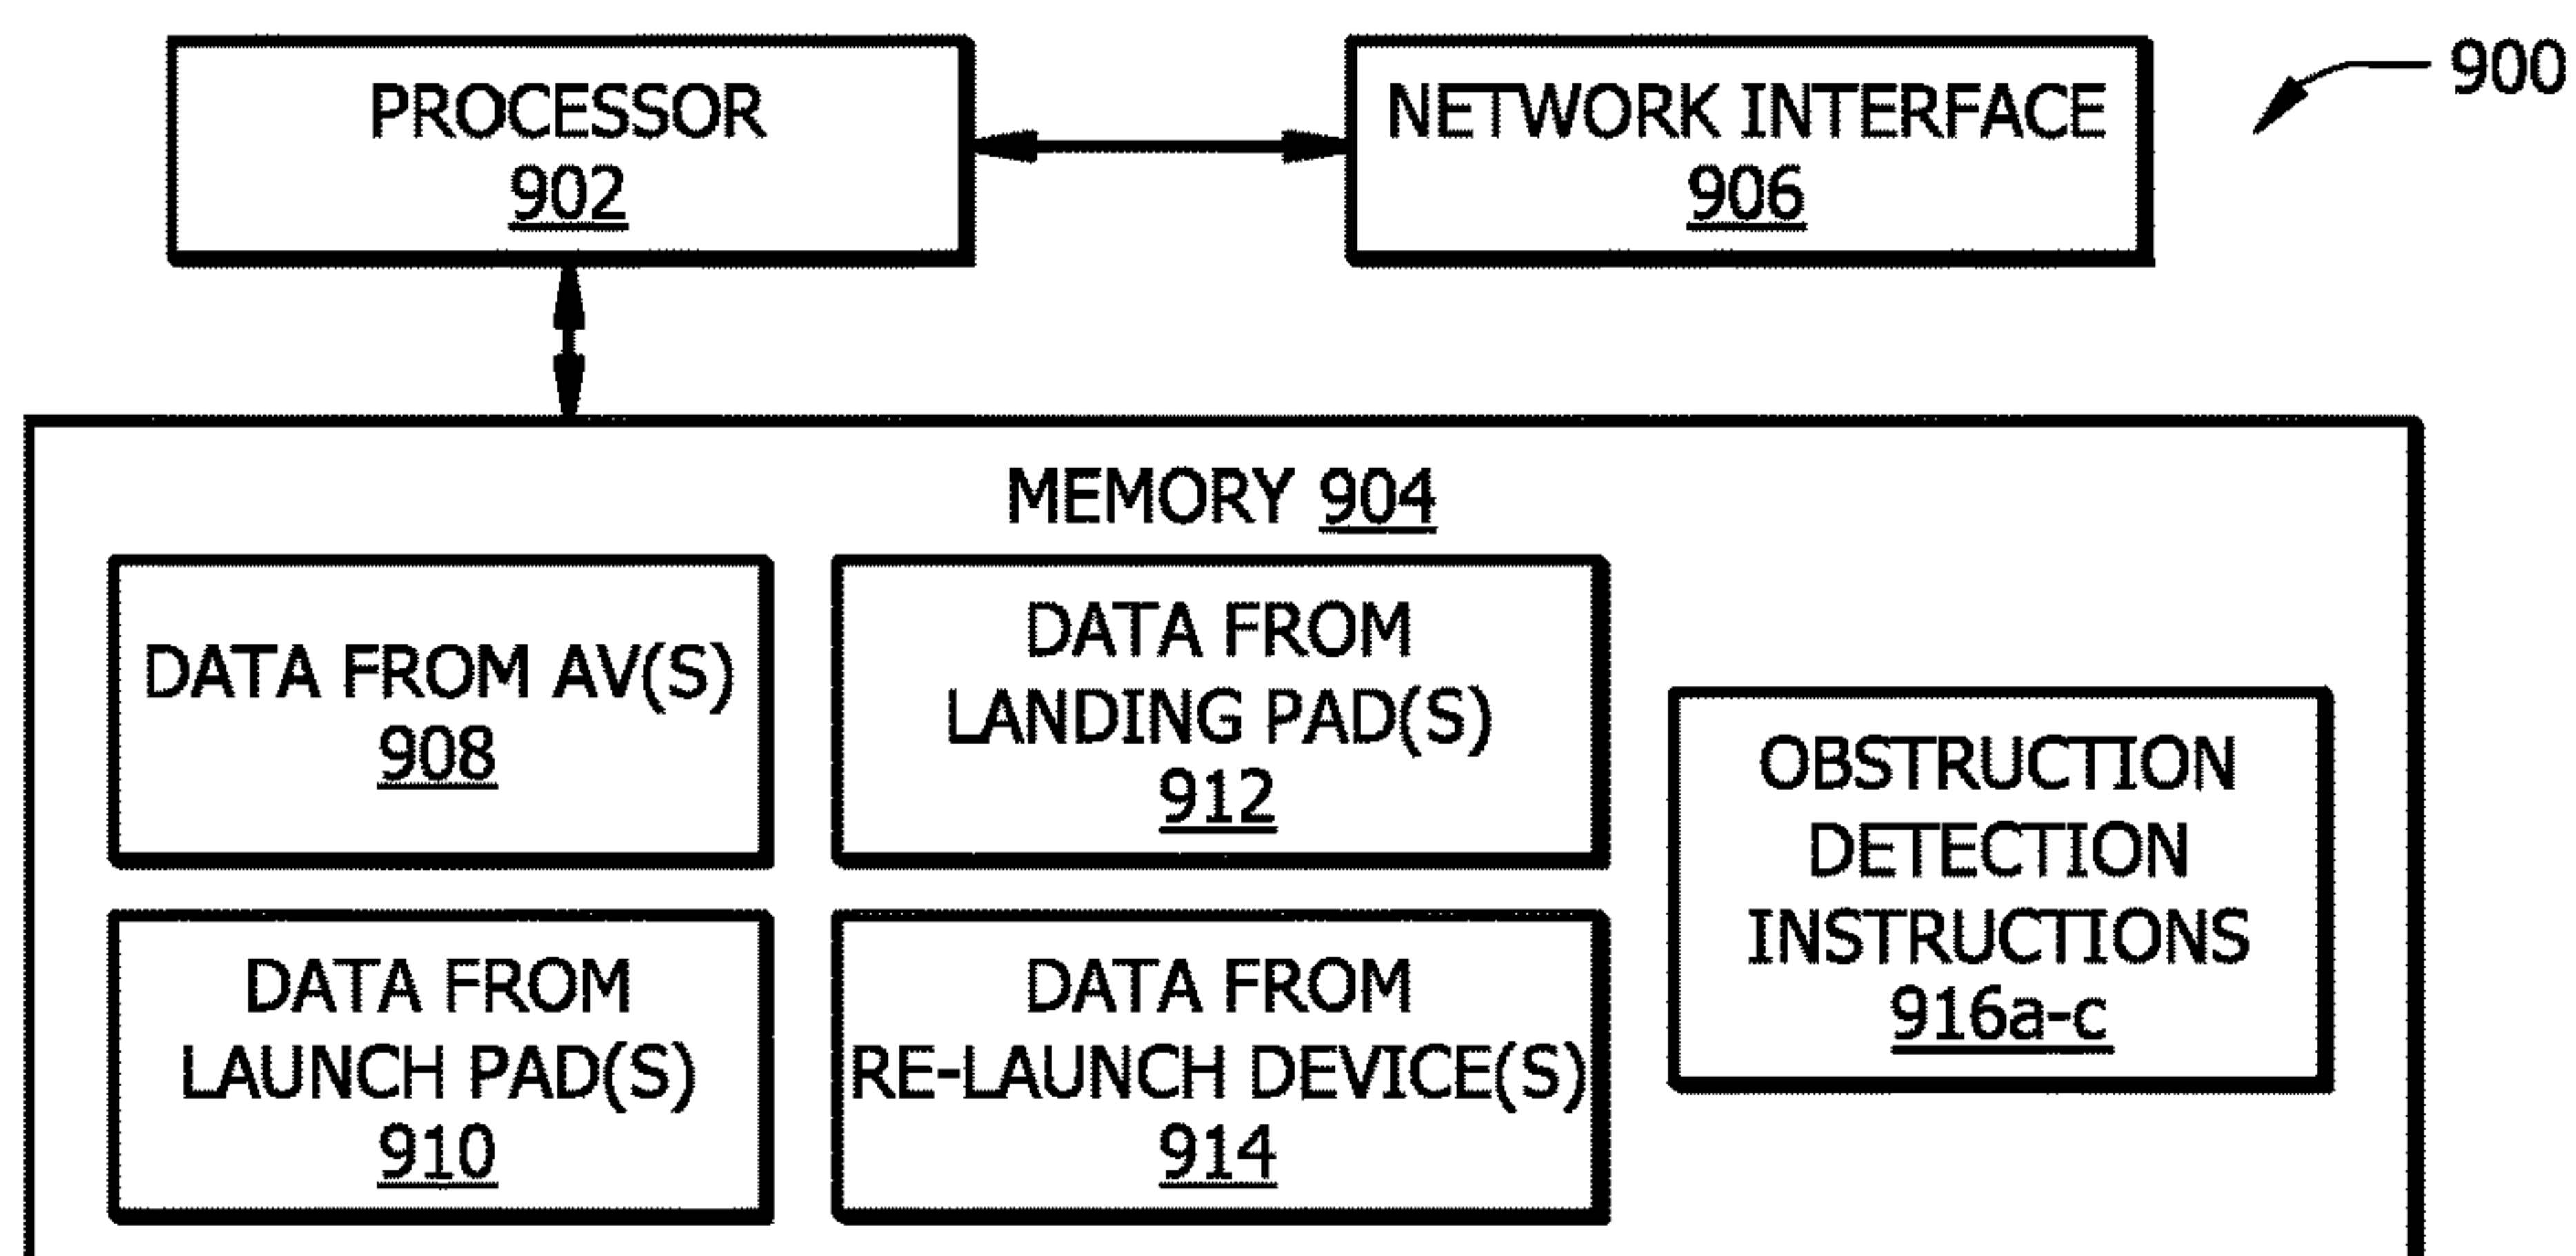 PROCESSOR
902
NETWORK INTERFACE
906
900
MEMORY 904
DATA FROM AV(S)
908
DATA FROM
LANDING PAD(S)
912
OBSTRUCTION
DETECTION
INSTRUCTIONS
916a-c
DATA FROM
LAUNCH PAD(S)
910
DATA FROM
RE-LAUNCH DEVICE(S)
914